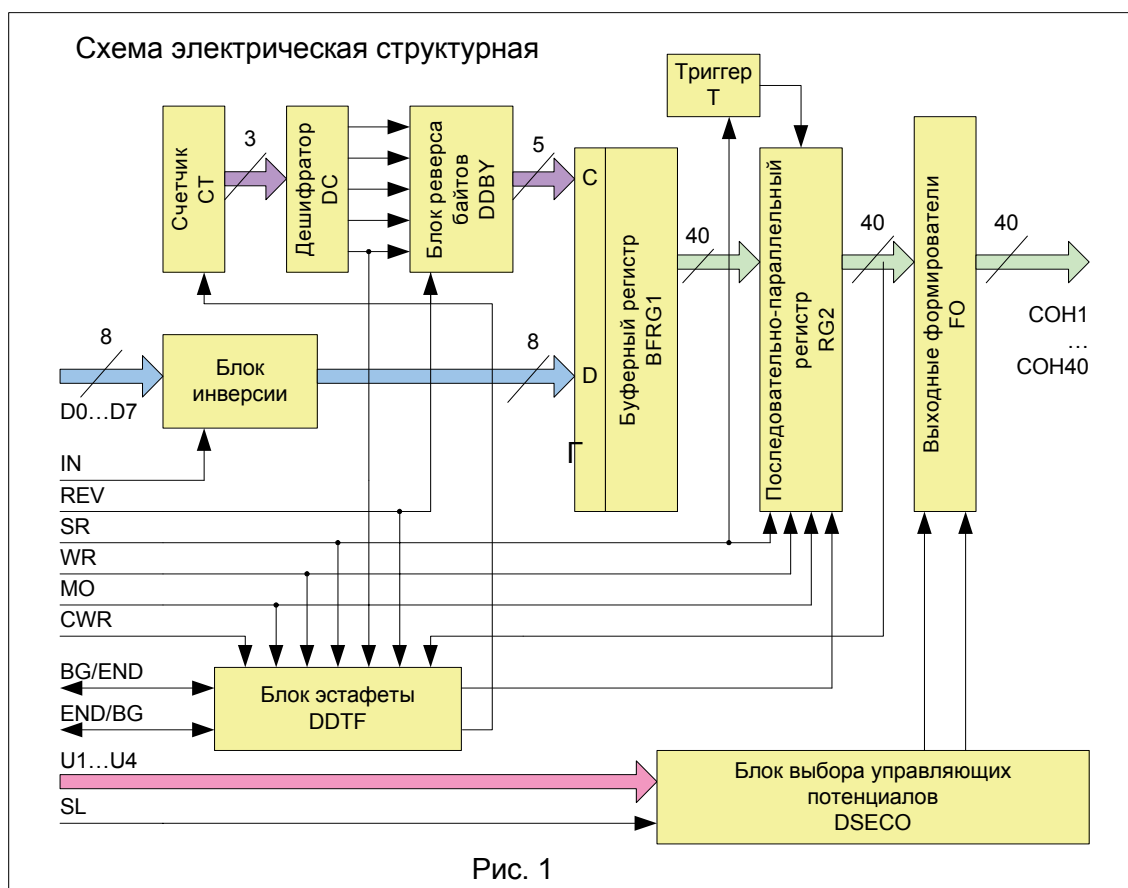 Схема электрическая структурная
Триггер
T
Счетчик
CT
3
Дешифратор
DC
Блок реверса
байтов
DDBY
5
C
D
Г
Буферный регистр
BFRG1
40
Последовательно-параллельный
регистр
RG2
40
Выходные формирователи
FO
40
COH1
...
COH40
8
D0...D7
Блок
инверсии
8
IN
REV
SR
WR
MO
CWR
BG/END
END/BG
Блок эстафеты
DDTF
U1...U4
SL
Блок выбора управляющих
потенциалов
DSECO
Рис. 1